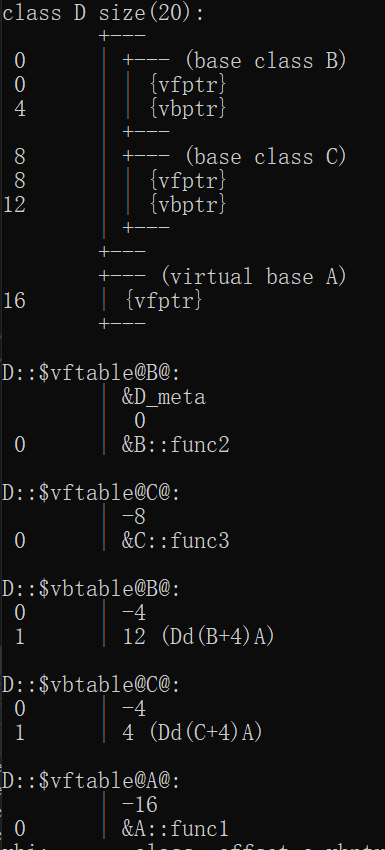 class D size(20):
        +---
 0      | +--- (base class B)
 0      | | {vfptr}
 4      | | {vbptr}
        | +---
 8      | +--- (base class C)
 8      | | {vfptr}
12      | | {vbptr}
        | +---
        +---
        +--- (virtual base A)
16      | {vfptr}
        +---
D::$vftable@B@:
        | &D_meta
        |  0
 0      | &B::func2
D::$vftable@C@:
        | -8
 0      | &C::func3
D::$vbtable@B@:
 0      | -4
 1      | 12 (Dd(B+4)A)
D::$vbtable@C@:
 0      | -4
 1      | 4 (Dd(C+4)A)
D::$vftable@A@:
        | -16
 0      | &A::func1